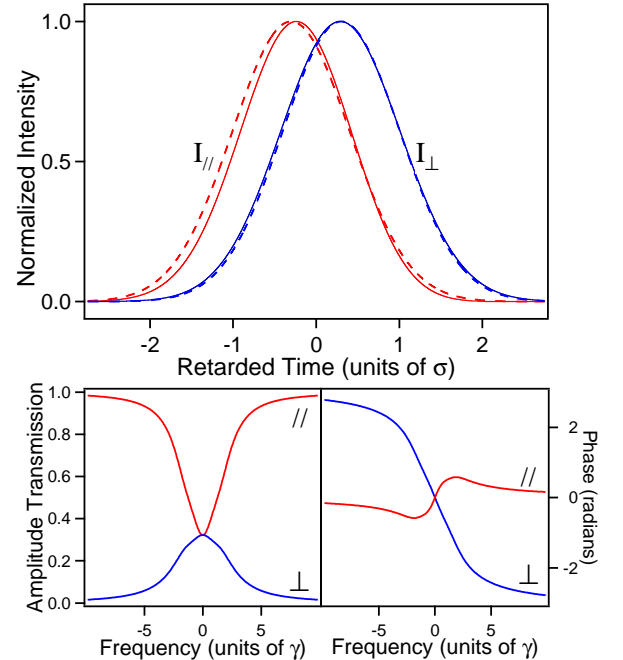 1.0
0.5
0.0
Normalized Intensity
I//
I⊥
-2 -1 0 1 2
Retarded Time (units of σ)
1.0
0.8
0.6
0.4
0.2
0.0
Amplitude Transmission
//
⊥
-5 0 5
Frequency (units of γ)
//
⊥
2
0
-2
Phase (radians)
-5 0 5
Frequency (units of γ)